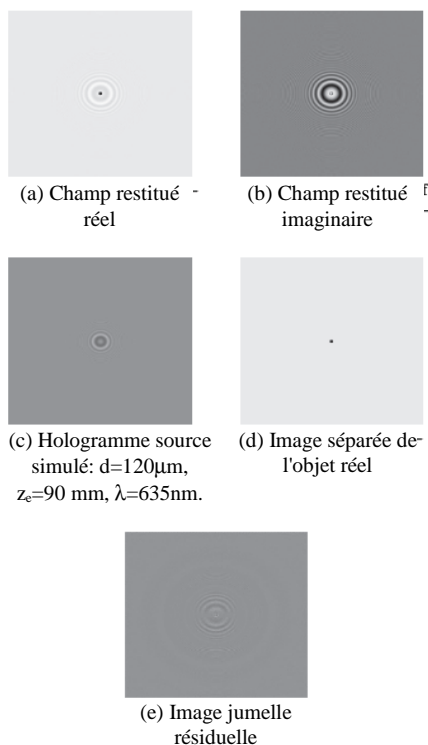 (a) Champ restitué -
réel
(b) Champ restitué
imaginaire
(c) Hologramme source
simulé: d=120µm,
zₑ=90 mm, λ=635nm.
(d) Image séparée de-
l'objet réel
(e) Image jumelle
résiduelle